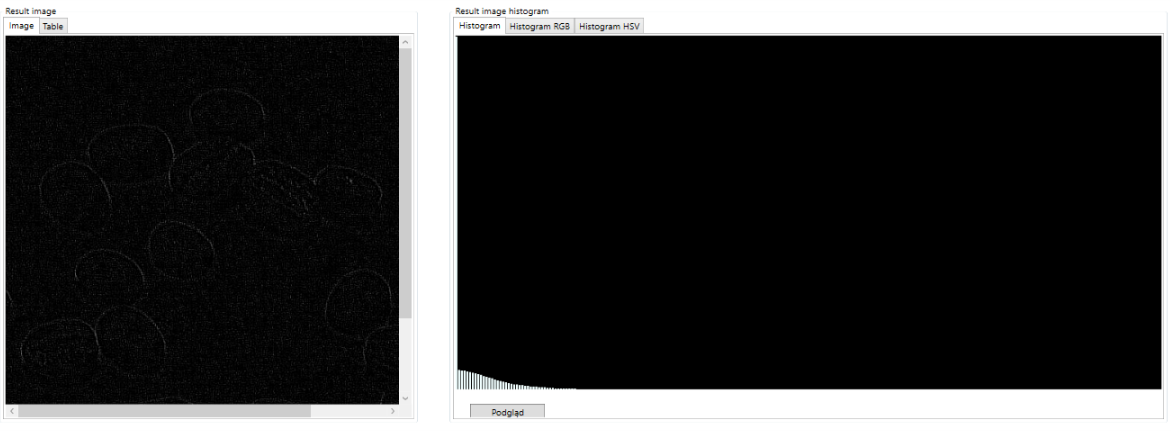 Result image
Image Table
Result image histogram
Histogram Histogram RGB Histogram HSV
Podgląd